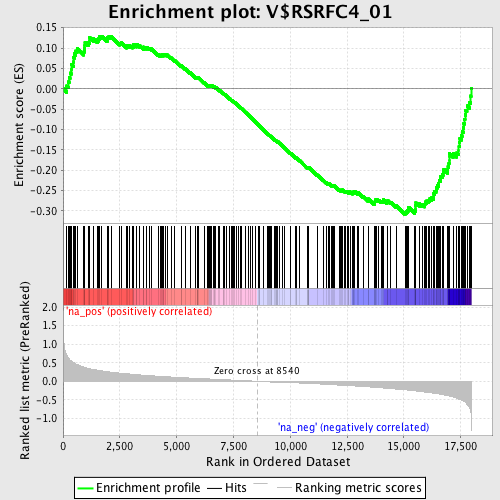 Enrichment plot: V$RSRFC4_01
Enrichment score (ES)
0.15
0.10
0.05
0.00
-0.05
-0.10
-0.15
-0.20
-0.25
-0.30
'na_pos' (positively correlated)
Ranked list metric (PreRanked)
2.0
1.5
1.0
0.5
0.0
-0.5
-1.0
Zero cross at 8540
'na_neg' (negatively correlated)
0
2,500
5,000
7,500
10,000
12,500
15,000
17,500
Rank in Ordered Dataset
Enrichment profile
Hits
Ranking metric scores